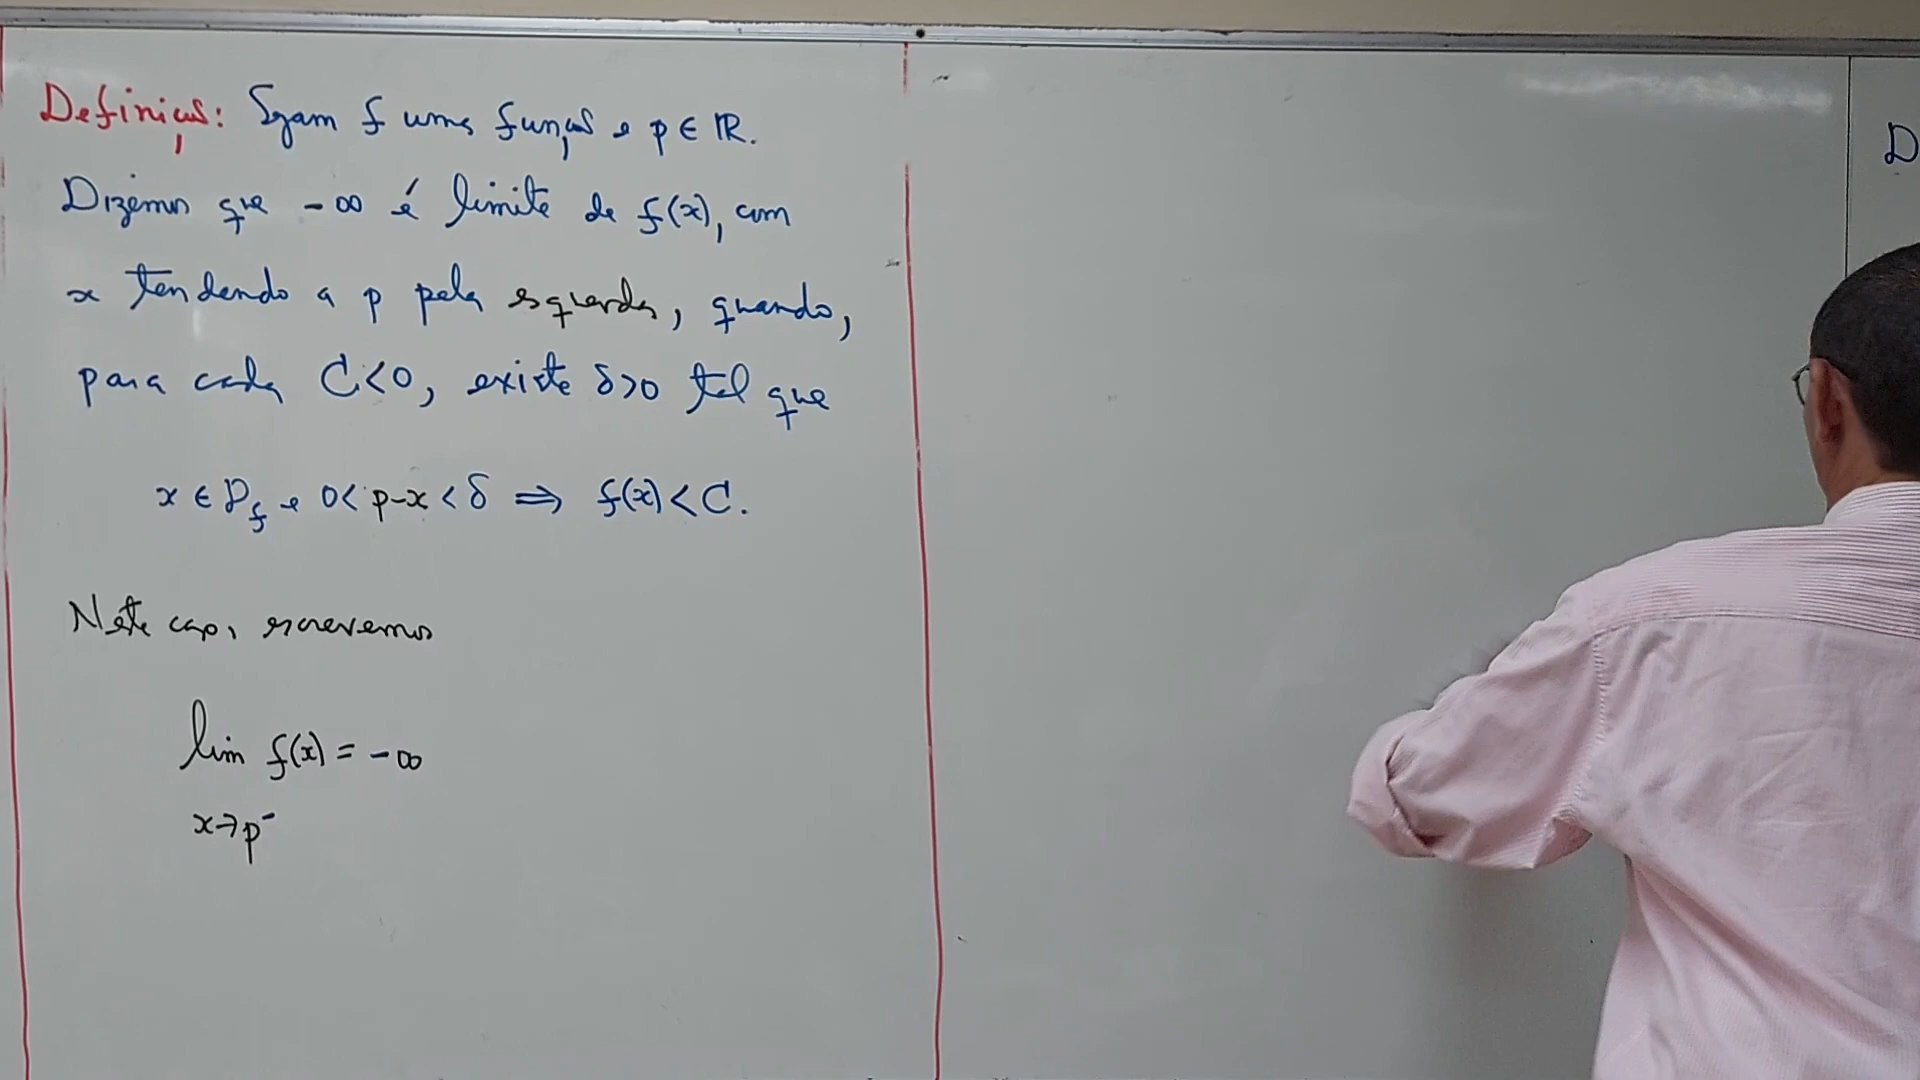 Definição: Sejam f uma função e p ∈ ℝ.
Dizemos que -∞ é limite de f(x), com
x tendendo a p pela esquerda, quando,
para cada C<0, existe δ>0 tal que
x ∈ D_f e 0< p-x < δ ⇒ f(x) < C.
Neste caso, escrevemos
lim f(x) = -∞
x→p⁻
D